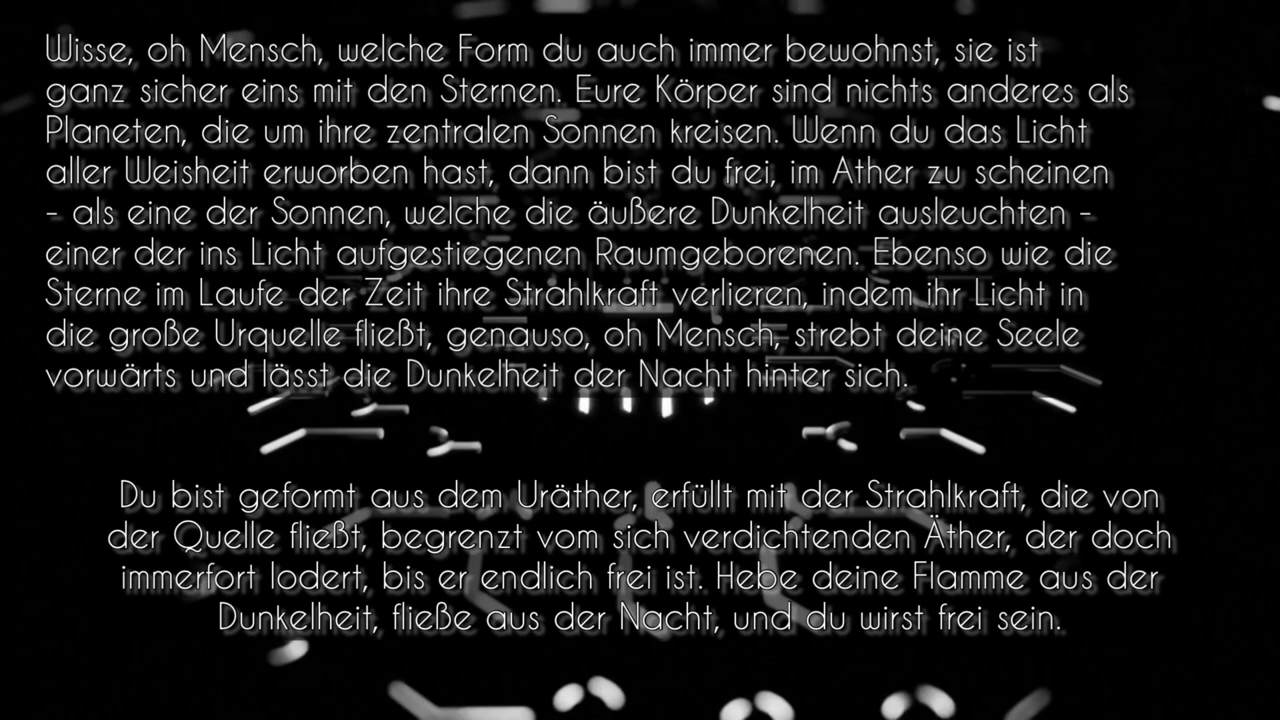 Wisse, oh Mensch, welche Form du auch immer bewohnst, sie ist
ganz sicher eins mit den Sternen. Eure Körper sind nichts anderes als
Planeten, die um ihre zentralen Sonnen kreisen. Wenn du das Licht
aller Weisheit erworben hast, dann bist du frei, im Ather zu scheinen
- als eine der Sonnen, welche die äußere Dunkelheit ausleuchten -
einer der ins Licht aufgestiegenen Raumgeborenen. Ebenso wie die
Sterne im Laufe der Zeit ihre Strahlkraft verlieren, indem ihr Licht in
die große Urquelle fließt, genauso, oh Mensch, strebt deine Seele
vorwärts und lässt die Dunkelheit der Nacht hinter sich.
Du bist geformt aus dem Uräther, erfüllt mit der Strahlkraft, die von
der Quelle fließt, begrenzt vom sich verdichtenden Äther, der doch
immerfort lodert, bis er endlich frei ist. Hebe deine Flamme aus der
Dunkelheit, fließe aus der Nacht, und du wirst frei sein.